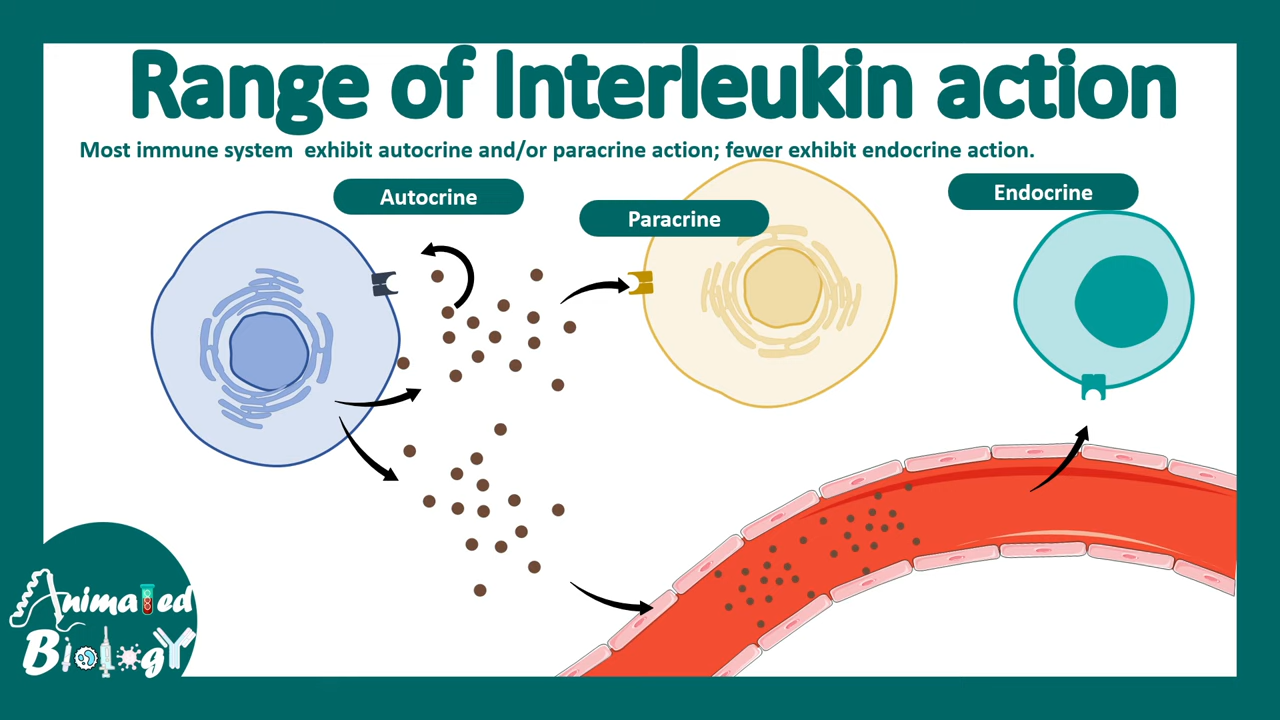 Range of Interleukin action
Most immune system  exhibit autocrine and/or paracrine action; fewer exhibit endocrine action.
Autocrine
Paracrine
Endocrine
Animated
Biology